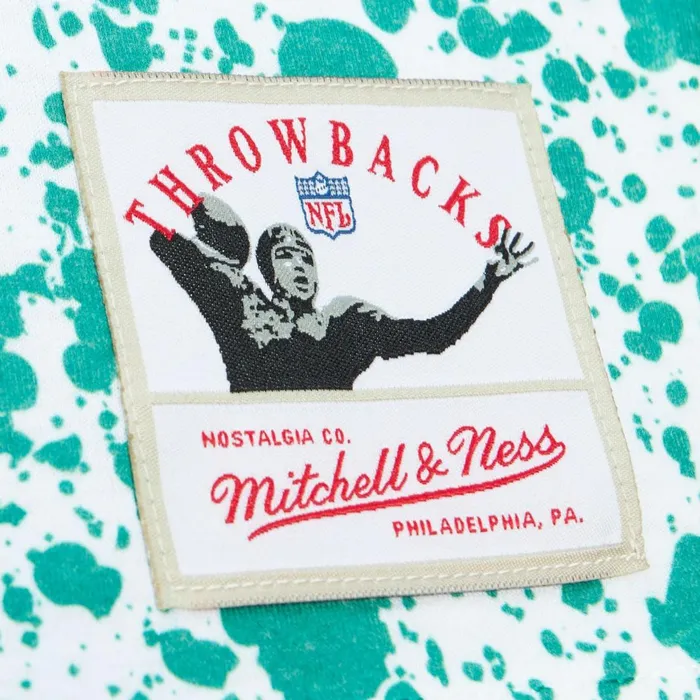 THROWBACKS
NFL
NOSTALGIA CO.
Mitchell & Ness
PHILADELPHIA, PA.